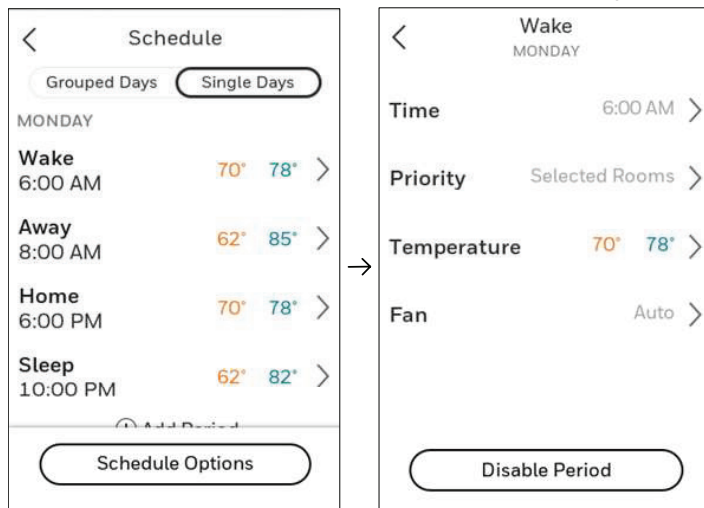 Schedule
Grouped Days Single Days
MONDAY
Wake
6:00 AM 70° 78°
Away
8:00 AM 62° 85°
Home
6:00 PM 70° 78°
Sleep
10:00 PM 62° 82°
Add Period
Schedule Options
Wake
MONDAY
Time 6:00 AM
Priority Selected Rooms
Temperature 70° 78°
Fan Auto
Disable Period